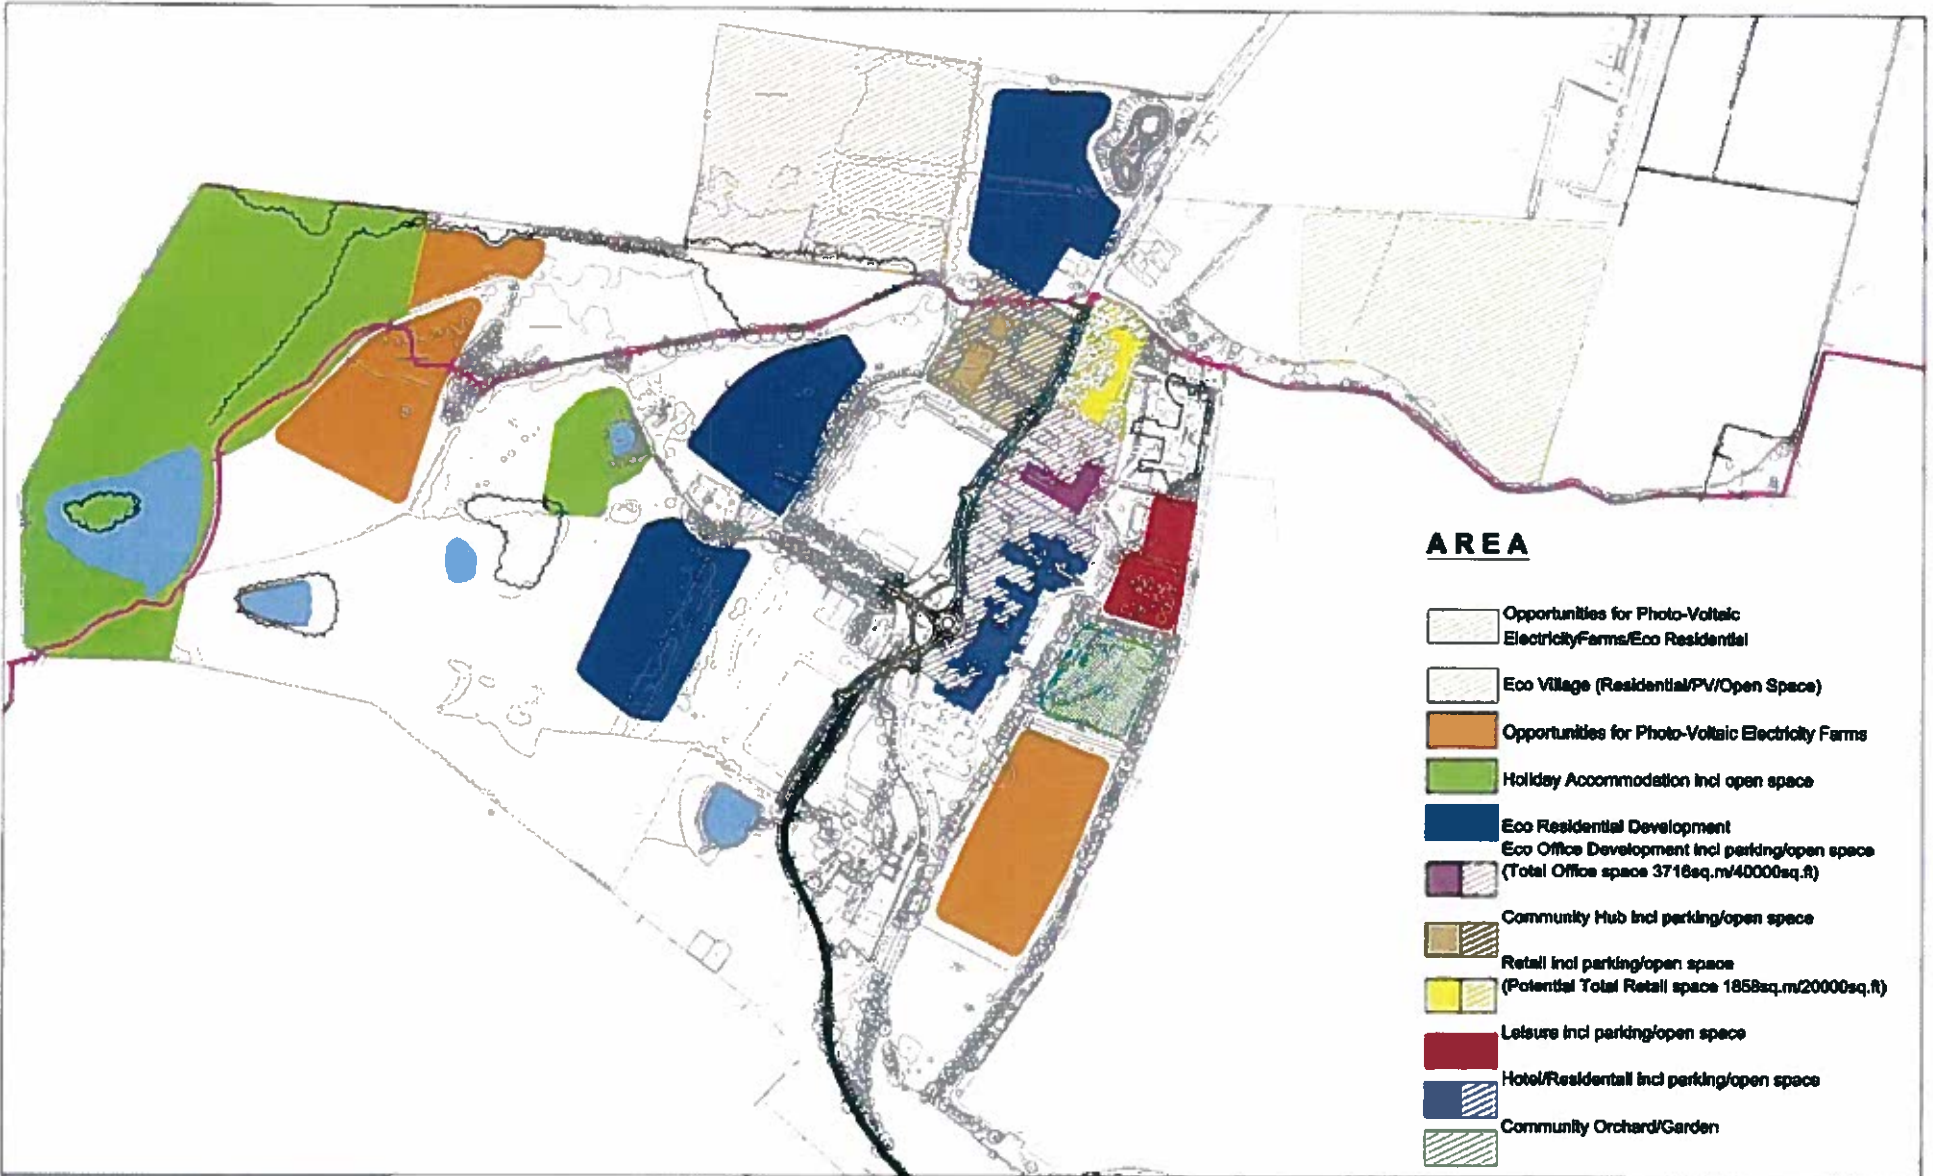 AREA
Opportunities for Photo-Voltaic
ElectricityFarms/Eco Residential
Eco Village (Residential/PV/Open Space)
Opportunities for Photo-Voltaic Electricity Farms
Holiday Accommodation incl open space
Eco Residential Development
Eco Office Development incl parking/open space
(Total Office space 3716sq.m/40000sq.ft)
Community Hub incl parking/open space
Retail incl parking/open space
(Potential Total Retail space 1858sq.m/20000sq.ft)
Leisure incl parking/open space
Hotel/Residentail incl parking/open space
Community Orchard/Garden